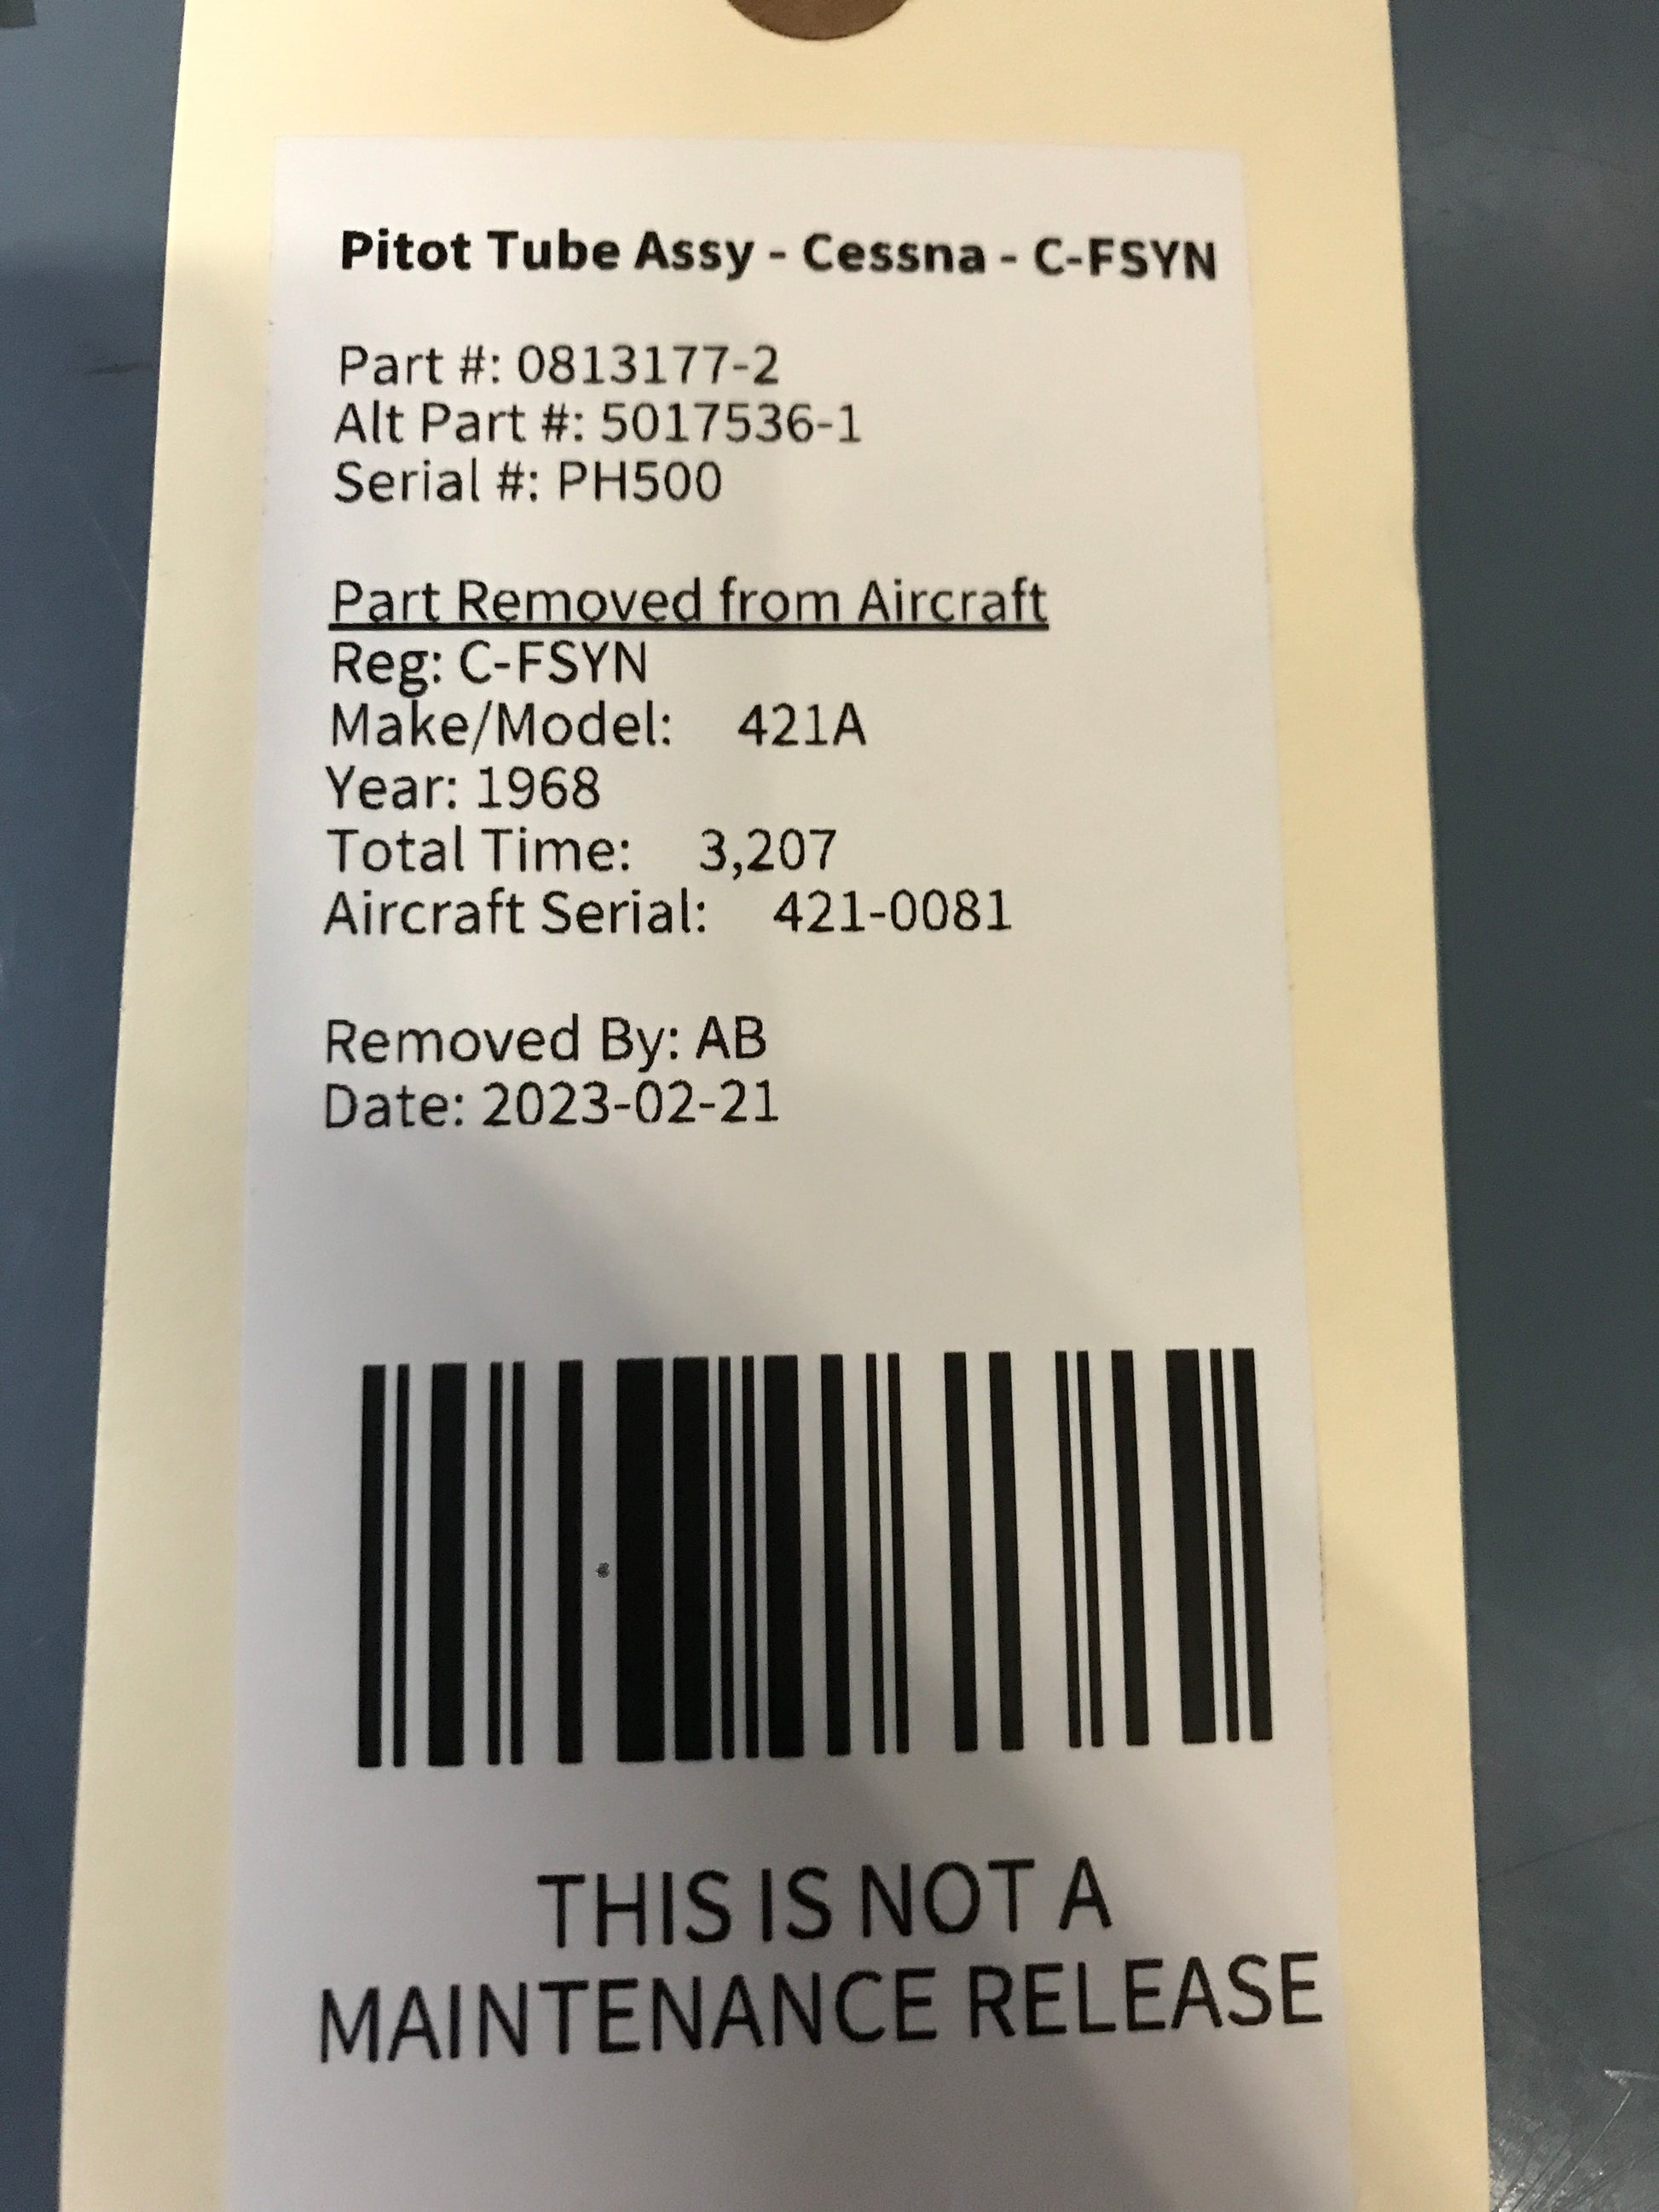 Pitot Tube Assy - Cessna - C-FSYN
Part #: 0813177-2
Alt Part #: 5017536-1
Serial #: PH500
Part Removed from Aircraft
Reg: C-FSYN
Make/Model: 421A
Year: 1968
Total Time: 3,207
Aircraft Serial: 421-0081
Removed By: AB
Date: 2023-02-21
THIS IS NOT A
MAINTENANCE RELEASE